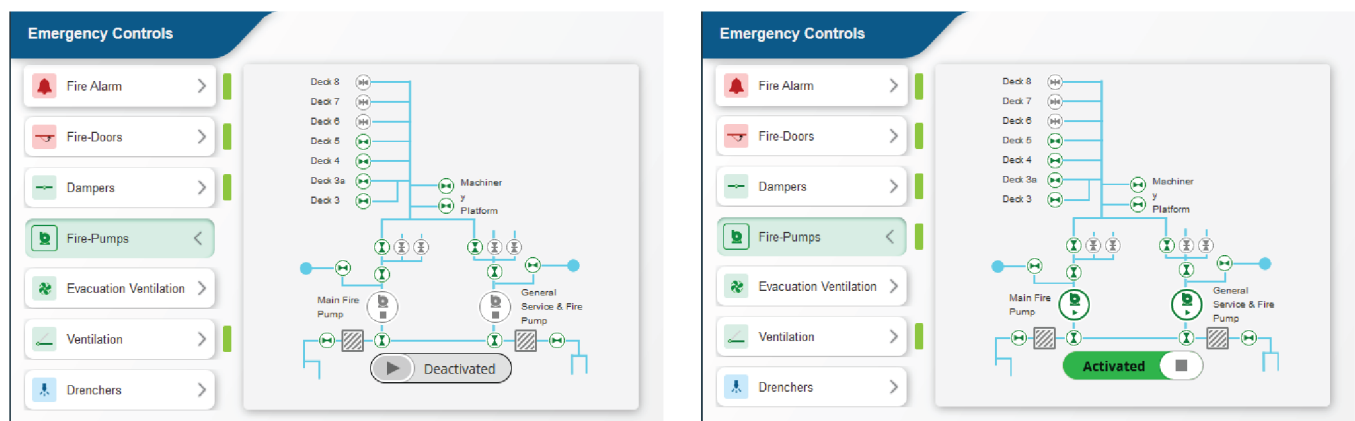 Emergency Controls
Fire Alarm
Fire-Doors
Dampers
Fire-Pumps
Evacuation Ventilation
Ventilation
Drenchers
Deck 8
Deck 7
Deck 6
Deck 5
Deck 4
Deck 3a
Deck 3
Machiner
y
Platform
Main Fire
Pump
General
Service & Fire
Pump
Deactivated
Emergency Controls
Fire Alarm
Fire-Doors
Dampers
Fire-Pumps
Evacuation Ventilation
Ventilation
Drenchers
Deck 8
Deck 7
Deck 6
Deck 5
Deck 4
Deck 3a
Deck 3
Machiner
y
Platform
Main Fire
Pump
General
Service & Fire
Pump
Activated